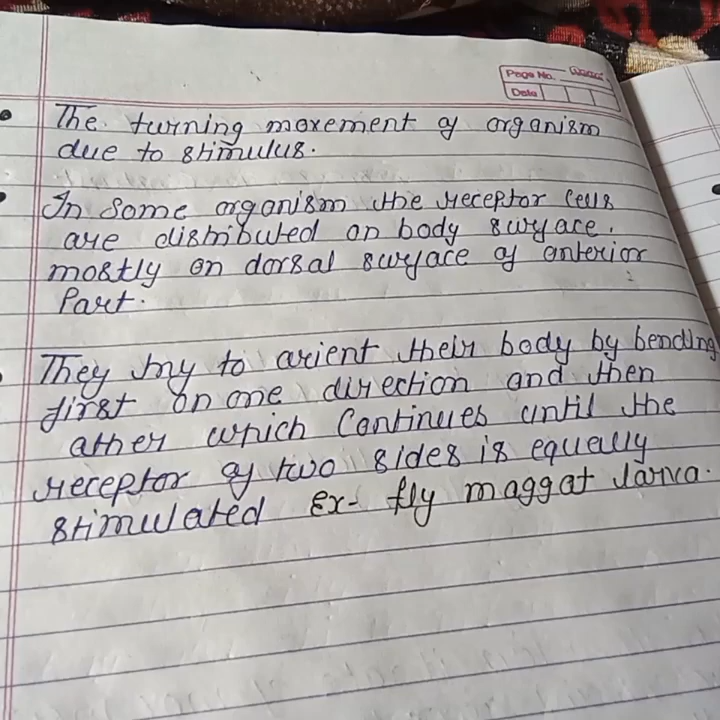 Page No.
Date
The turning movement of organism
due to stimulus.
In some organism the receptor cells
are distributed on body surface.
mostly on dorsal surface of anterior
Part.
They try to orient their body by bending
first on one direction and then
other which continues until the
receptor of two sides is equally
stimulated Ex- fly maggat larva.